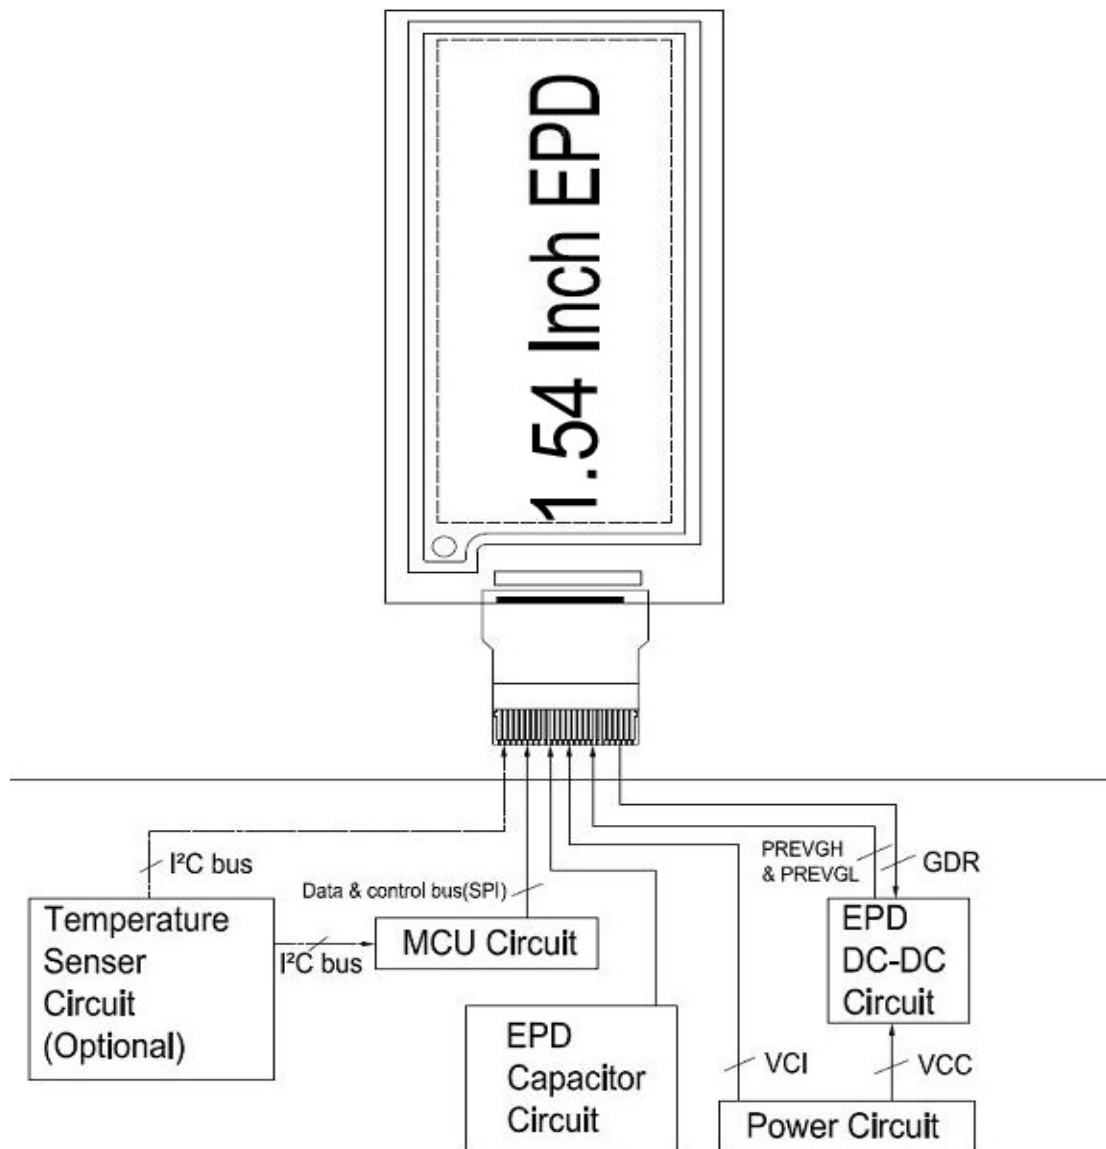 1.54 Inch EPD
I²C bus
Data & control bus(SPI)
PREVGH
& PREVGL
GDR
Temperature
Senser
Circuit
(Optional)
I²C bus
MCU Circuit
EPD
DC-DC
Circuit
EPD
Capacitor
Circuit
VCI
VCC
Power Circuit